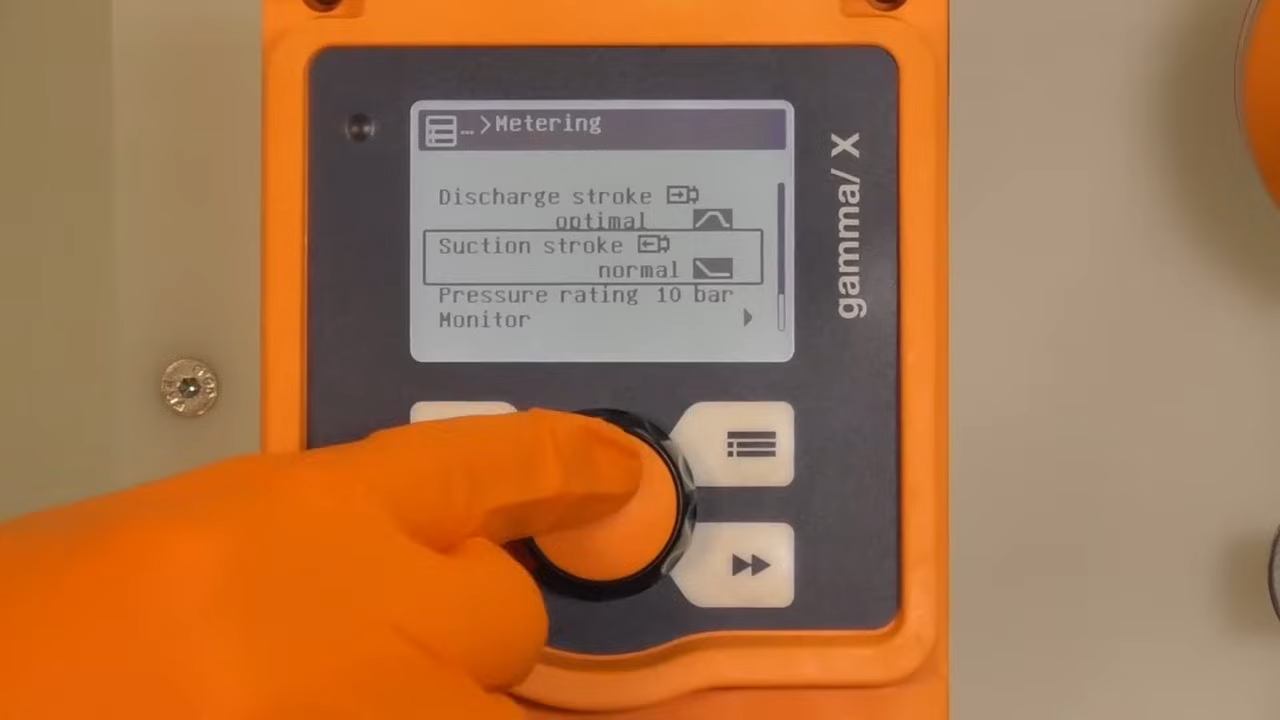 ... >Metering
Discharge stroke
optimal
Suction stroke
normal
Pressure rating 10 bar
Monitor
gamma/ X